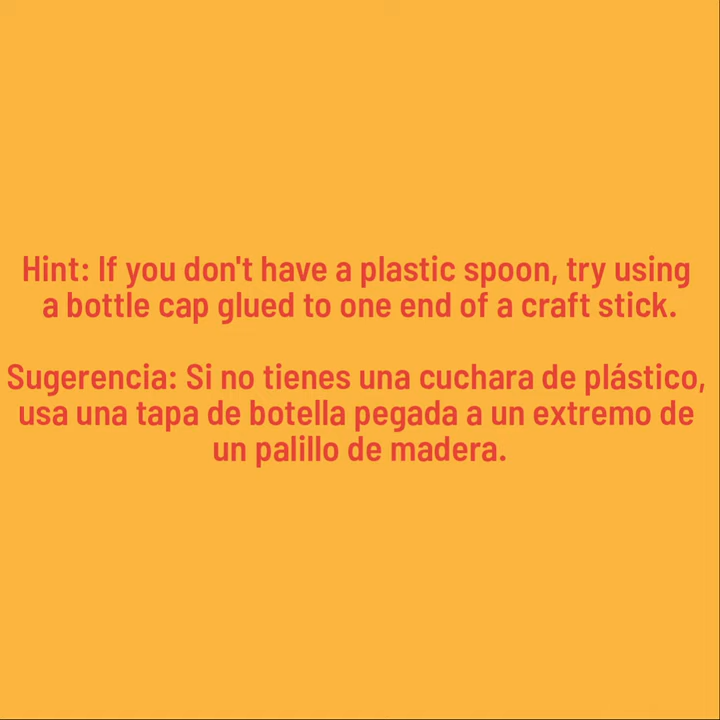 Hint: If you don't have a plastic spoon, try using
a bottle cap glued to one end of a craft stick.
Sugerencia: Si no tienes una cuchara de plástico,
usa una tapa de botella pegada a un extremo de
un palillo de madera.